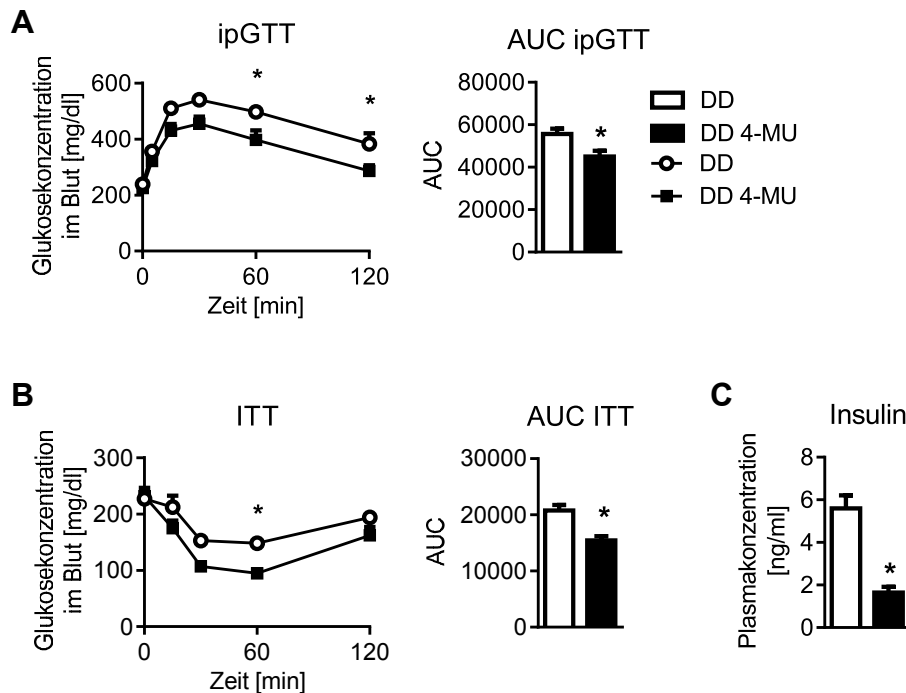 A
ipGTT
Glukosekonzentration
im Blut [mg/dl]
600
400
200
0
*
*
0
60
120
Zeit [min]
AUC ipGTT
AUC
80000
60000
40000
20000
0
*
DD
DD 4-MU
DD
DD 4-MU
B
ITT
Glukosekonzentration
im Blut [mg/dl]
300
200
100
0
*
0
60
120
Zeit [min]
AUC ITT
AUC
30000
20000
10000
0
*
C
Insulin
Plasmakonzentration
[ng/ml]
8
6
4
2
0
*